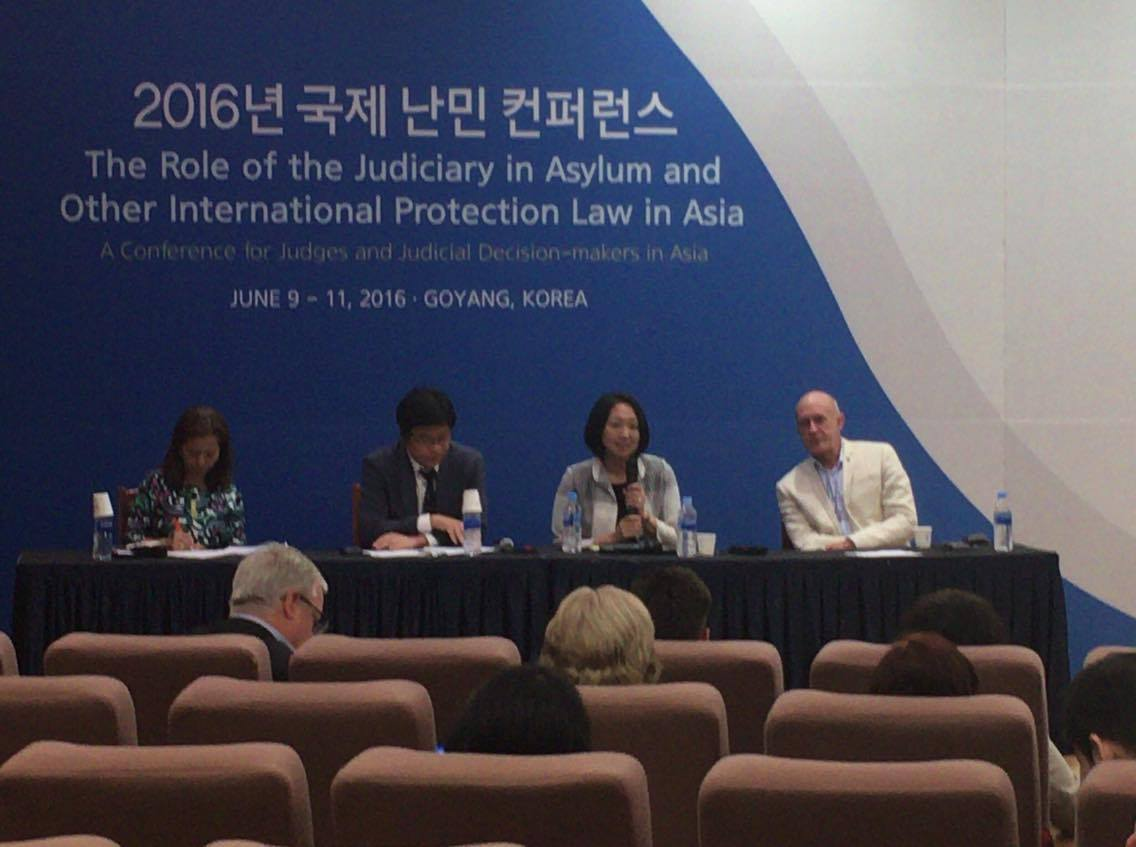 2016년 국제 난민 컨퍼런스
The Role of the Judiciary in Asylum and
Other International Protection Law in Asia
A Conference for Judges and Judicial Decision-makers in Asia
JUNE 9 - 11, 2016 · GOYANG, KOREA